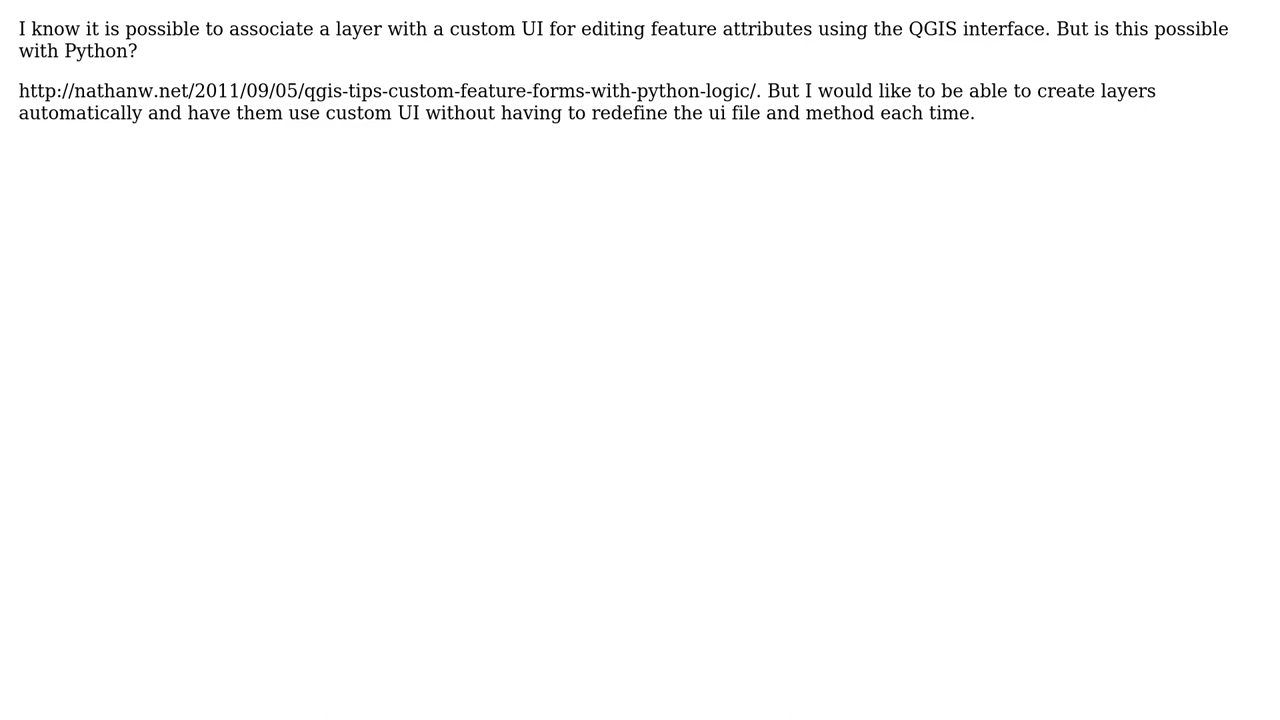 I know it is possible to associate a layer with a custom UI for editing feature attributes using the QGIS interface. But is this possible
with Python?
http://nathanw.net/2011/09/05/qgis-tips-custom-feature-forms-with-python-logic/. But I would like to be able to create layers
automatically and have them use custom UI without having to redefine the ui file and method each time.